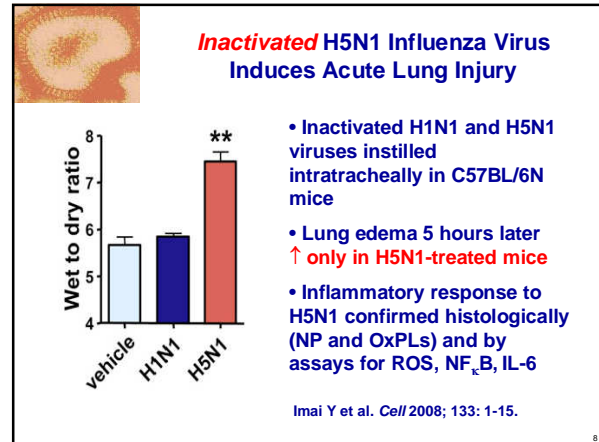 Inactivated H5N1 Influenza Virus
Induces Acute Lung Injury
8
**
7
6
5
4
Wet to dry ratio
vehicle
H1N1
H5N1
• Inactivated H1N1 and H5N1
viruses instilled
intratracheally in C57BL/6N
mice
• Lung edema 5 hours later
↑ only in H5N1-treated mice
• Inflammatory response to
H5N1 confirmed histologically
(NP and OxPLs) and by
assays for ROS, NFκB, IL-6
Imai Y et al. Cell 2008; 133: 1-15.
8